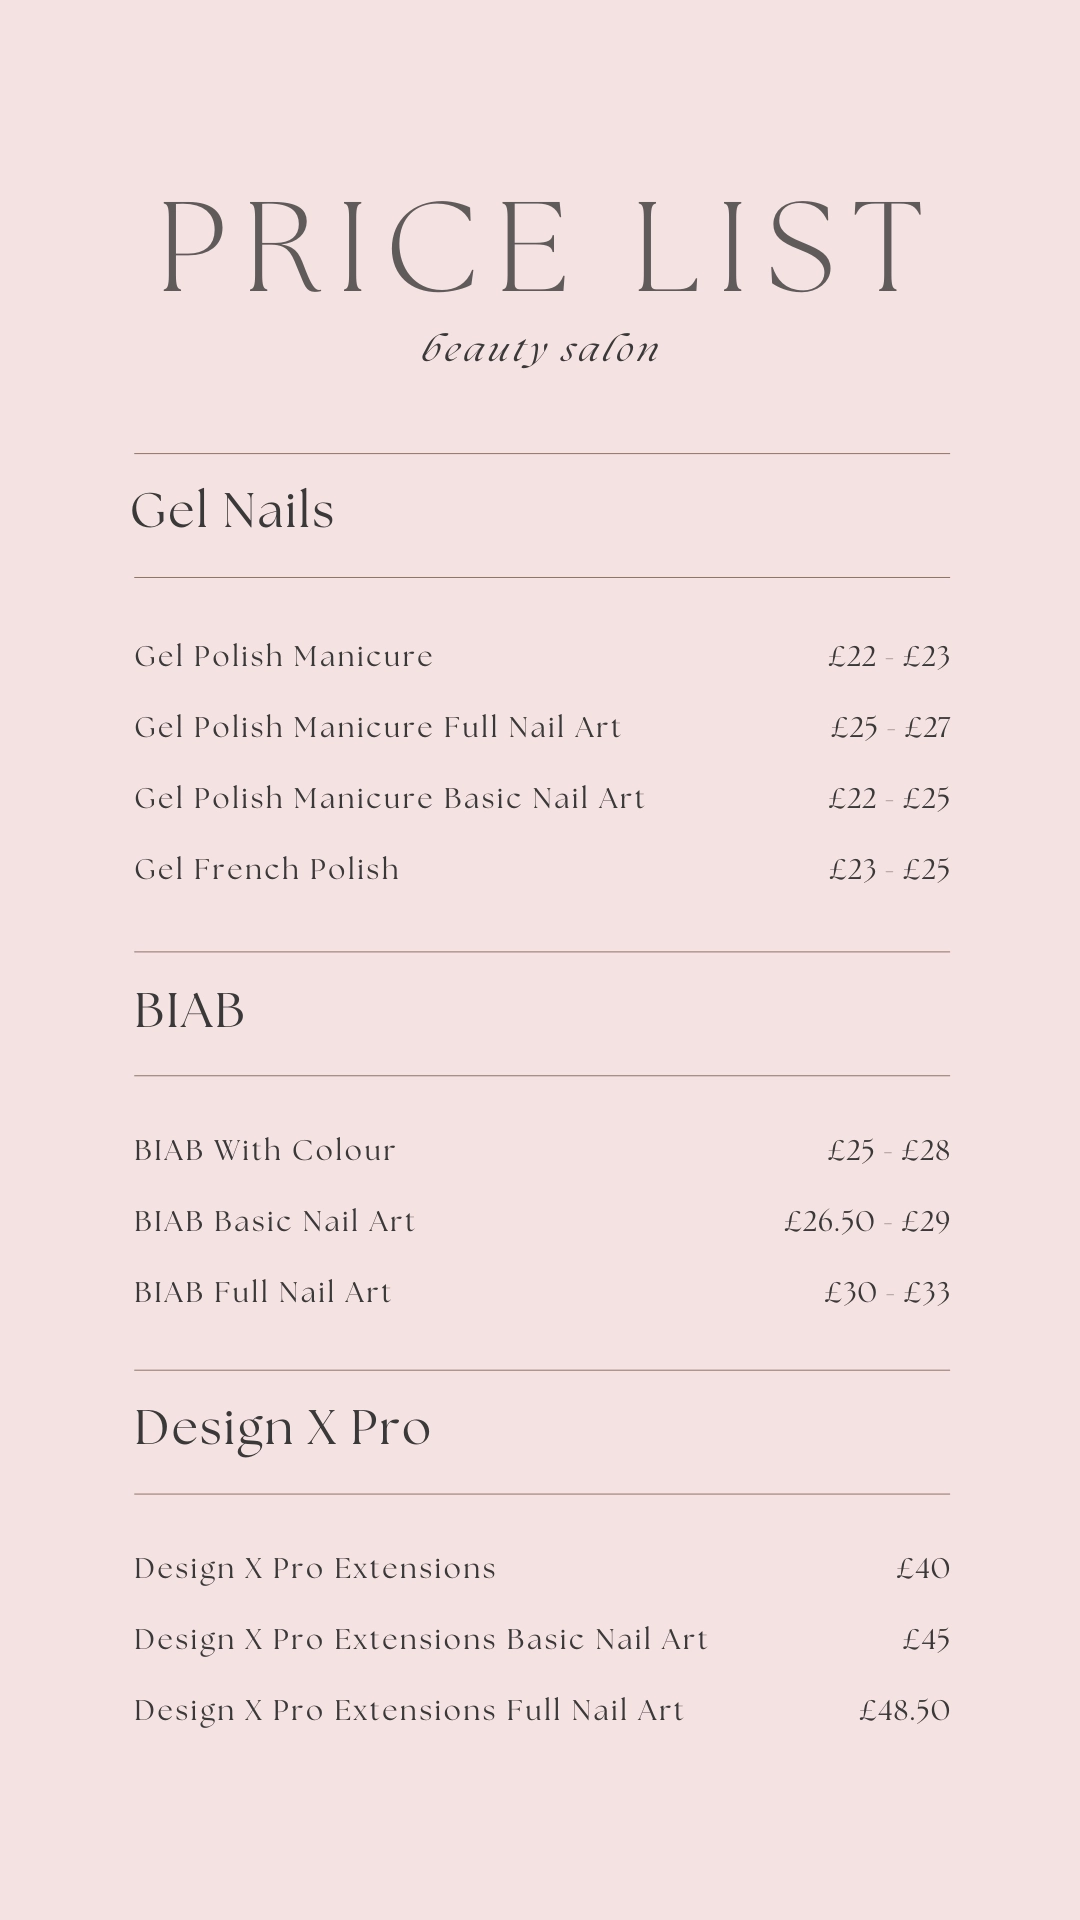 PRICE LIST
beauty salon
Gel Nails
Gel Polish Manicure £22 - £23
Gel Polish Manicure Full Nail Art £25 - £27
Gel Polish Manicure Basic Nail Art £22 - £25
Gel French Polish £23 - £25
BIAB
BIAB With Colour £25 - £28
BIAB Basic Nail Art £26.50 - £29
BIAB Full Nail Art £30 - £33
Design X Pro
Design X Pro Extensions £40
Design X Pro Extensions Basic Nail Art £45
Design X Pro Extensions Full Nail Art £48.50